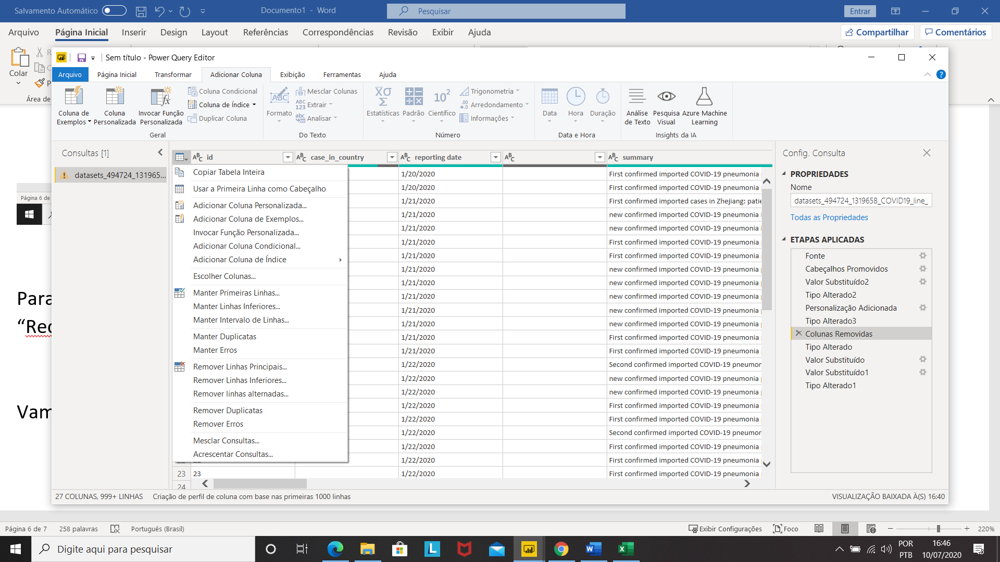 Salvamento Automático
Documento1 - Word
Pesquisar
Entrar
Arquivo
Página Inicial
Inserir
Design
Layout
Referências
Correspondências
Revisão
Exibir
Ajuda
Compartilhar
Comentários
Colar
Área de
Sem título - Power Query Editor
Arquivo
Página Inicial
Transformar
Adicionar Coluna
Exibição
Ferramentas
Ajuda
Coluna de Exemplos
Coluna Personalizada
Invocar Função Personalizada
Coluna Condicional
Coluna de Índice
Duplicar Coluna
Geral
Formato
Mesclar Colunas
Extrair
Analisar
Do Texto
Estatísticas
Padrão
Científico
Trigonometria
Arredondamento
Informações
Número
Data
Hora
Duração
Data e Hora
Análise de Texto
Pesquisa Visual
Azure Machine Learning
Insights da IA
Consultas [1]
datasets_494724_131965...
id
case_in_country
reporting date
summary
Copiar Tabela Inteira
Usar a Primeira Linha como Cabeçalho
Adicionar Coluna Personalizada...
Adicionar Coluna de Exemplos...
Invocar Função Personalizada...
Adicionar Coluna Condicional...
Adicionar Coluna de Índice
Escolher Colunas...
Manter Primeiras Linhas...
Manter Linhas Inferiores...
Manter Intervalo de Linhas...
Manter Duplicatas
Manter Erros
Remover Linhas Principais...
Remover Linhas Inferiores...
Remover linhas alternadas...
Remover Duplicatas
Remover Erros
Mesclar Consultas...
Acrescentar Consultas...
1/20/2020 First confirmed imported COVID-19 pneumonia
1/20/2020 First confirmed imported COVID-19 pneumonia
1/21/2020 First confirmed imported cases in Zhejiang: patie
1/21/2020 new confirmed imported COVID-19 pneumonia i
1/21/2020 new confirmed imported COVID-19 pneumonia i
1/21/2020 First confirmed imported COVID-19 pneumonia
1/21/2020 First confirmed imported COVID-19 pneumonia
1/21/2020 new confirmed imported COVID-19 pneumonia
1/21/2020 new confirmed imported COVID-19 pneumonia
1/21/2020 new confirmed imported COVID-19 pneumonia
1/21/2020 new confirmed imported COVID-19 pneumonia
1/21/2020 new confirmed imported COVID-19 pneumonia
1/21/2020 First confirmed imported COVID-19 pneumonia
1/21/2020 First confirmed imported COVID-19 pneumonia
1/22/2020 Second confirmed imported COVID-19 pneumon
1/22/2020 new confirmed imported COVID-19 pneumonia
1/22/2020 new confirmed imported COVID-19 pneumonia
1/22/2020 First confirmed imported COVID-19 pneumonia
1/22/2020 First confirmed imported COVID-19 pneumonia
1/22/2020 Second confirmed imported COVID-19 pneumon
1/22/2020 First confirmed imported COVID-19 pneumonia
1/22/2020 First confirmed imported COVID-19 pneumonia
23 23 1/22/2020 First confirmed imported COVID-19 pneumonia
24
Config. Consulta
PROPRIEDADES
Nome
datasets_494724_1319658_COVID19_line_
Todas as Propriedades
ETAPAS APLICADAS
Fonte
Cabeçalhos Promovidos
Valor Substituído2
Tipo Alterado2
Personalização Adicionada
Tipo Alterado3
Colunas Removidas
Tipo Alterado
Valor Substituído
Valor Substituído1
Tipo Alterado1
27 COLUNAS, 999+ LINHAS
Criação de perfil de coluna com base nas primeiras 1000 linhas
VISUALIZAÇÃO BAIXADA À(S) 16:40
Página 6 de
Para
“Rec
Vam
Página 6 de 7
258 palavras
Português (Brasil)
Exibir Configurações
Foco
220%
Digite aqui para pesquisar
POR
PTB
16:46
10/07/2020